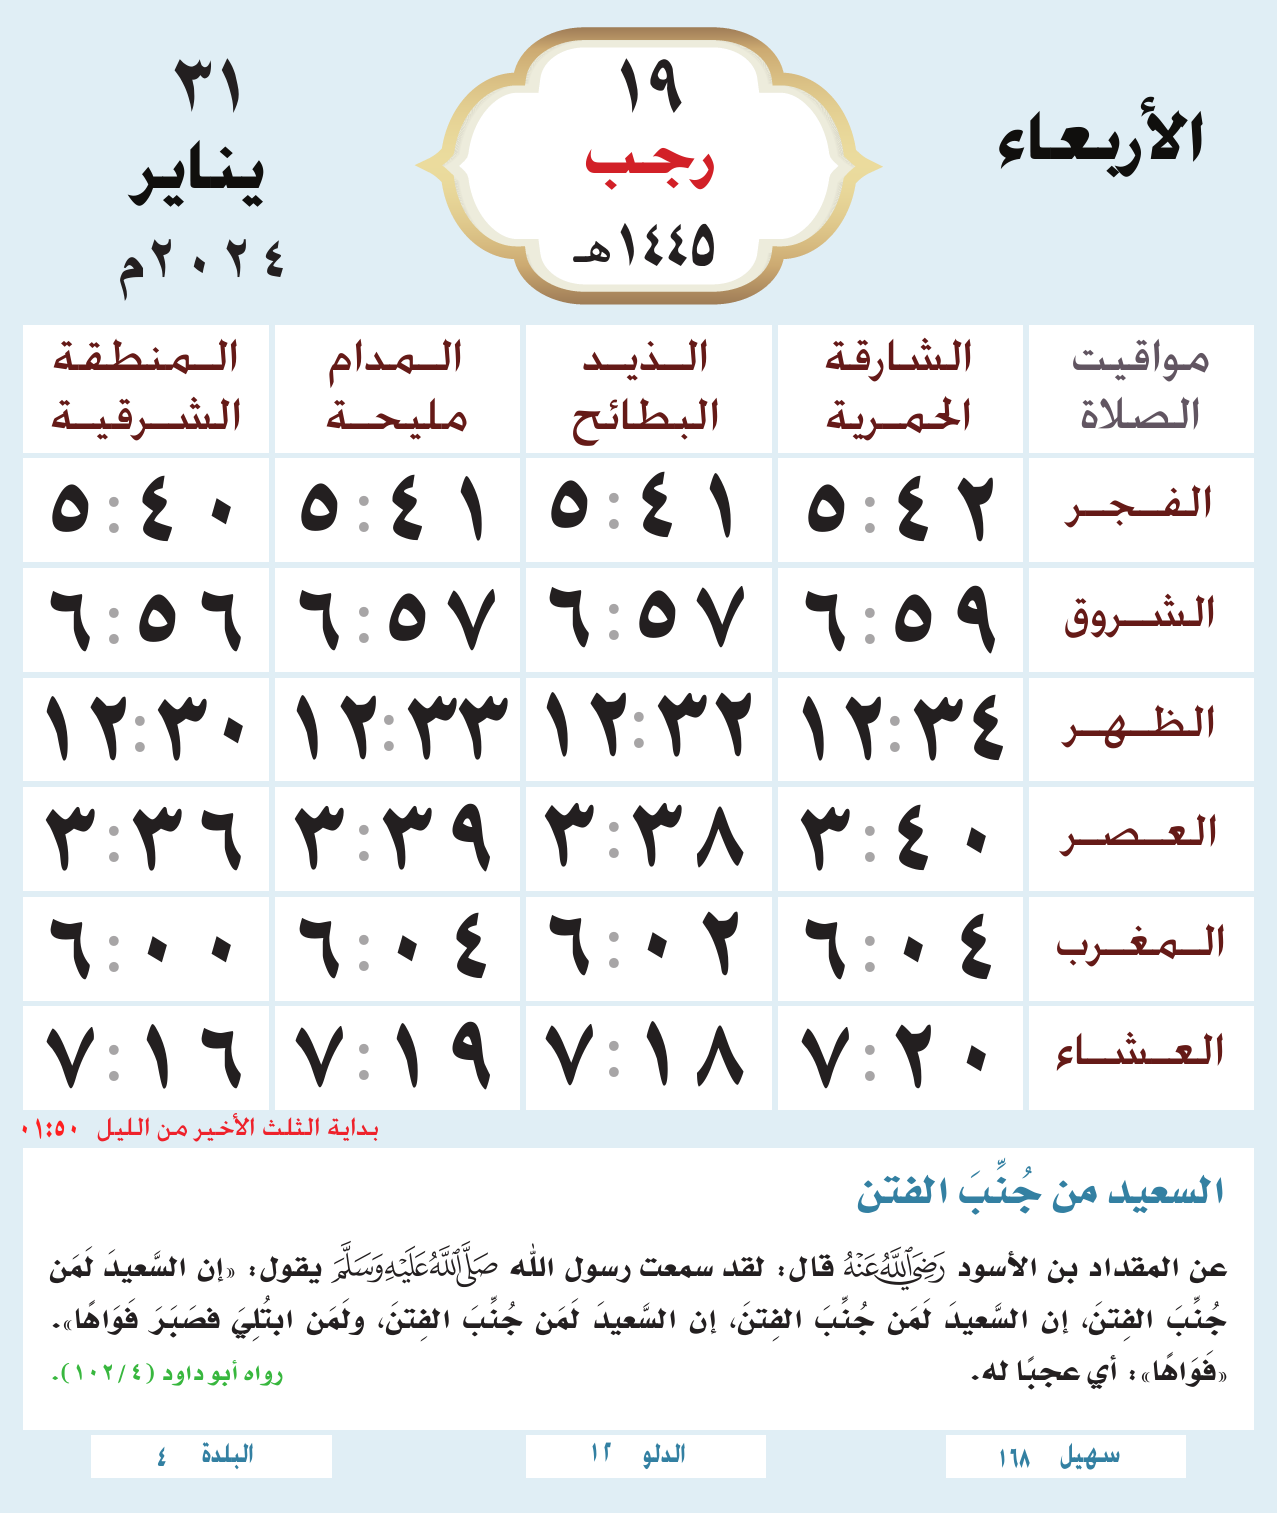 الأربعاء
١٩
رجب
١٤٤٥هـ
٣١
يناير
٢٠٢٤م
مواقيت الصلاة
الشارقة الحمرية
الذيد البطائح
المدام مليحة
المنطقة الشرقية
الفجر ٥:٤٢ ٥:٤١ ٥:٤١ ٥:٤٠
الشروق ٦:٥٩ ٦:٥٧ ٦:٥٧ ٦:٥٦
الظهر ١٢:٣٤ ١٢:٣٢ ١٢:٣٣ ١٢:٣٠
العصر ٣:٤٠ ٣:٣٨ ٣:٣٩ ٣:٣٦
المغرب ٦:٠٤ ٦:٠٢ ٦:٠٤ ٦:٠٠
العشاء ٧:٢٠ ٧:١٨ ٧:١٩ ٧:١٦
بداية الثلث الأخير من الليل ٠١:٥٠
السعيد من جُنِّبَ الفتن
عن المقداد بن الأسود رَضِيَ اللَّهُ عَنْهُ قال: لقد سمعت رسول الله صَلَّى اللَّهُ عَلَيْهِ وَسَلَّمَ يقول: «إن السَّعيدَ لَمَن
جُنِّبَ الفِتنَ، إن السَّعيدَ لَمَن جُنِّبَ الفِتنَ، إن السَّعيدَ لَمَن جُنِّبَ الفِتنَ، ولَمَن ابتُلِيَ فصَبَرَ فَوَاهًا».
«فَوَاهًا»: أي عجبًا له.
رواه أبو داود (١٠٢/٤).
سهيل ١٦٨
الدلو ١٢
البلدة ٤